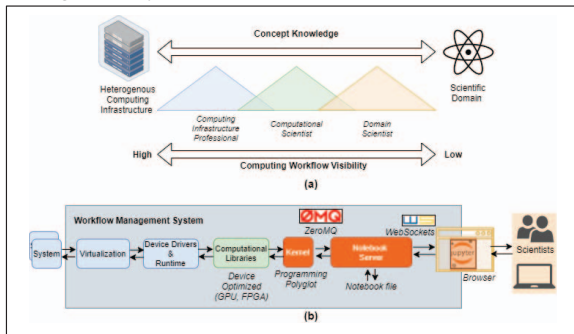 Concept Knowledge
Heterogenous
Computing
Infrastructure
Scientific
Domain
Computing
Infrastructure
Professional
Computational
Scientist
Domain
Scientist
High
Low
Computing Workflow Visibility
(a)
Workflow Management System
ØMQ
ZeroMQ
WebSockets
System
Virtualization
Device Drivers
&
Runtime
Computational
Libraries
Kernel
Notebook
Server
jupyter
Scientists
Device
Optimized
(GPU, FPGA)
Programming
Polyglot
Notebook file
Browser
(b)